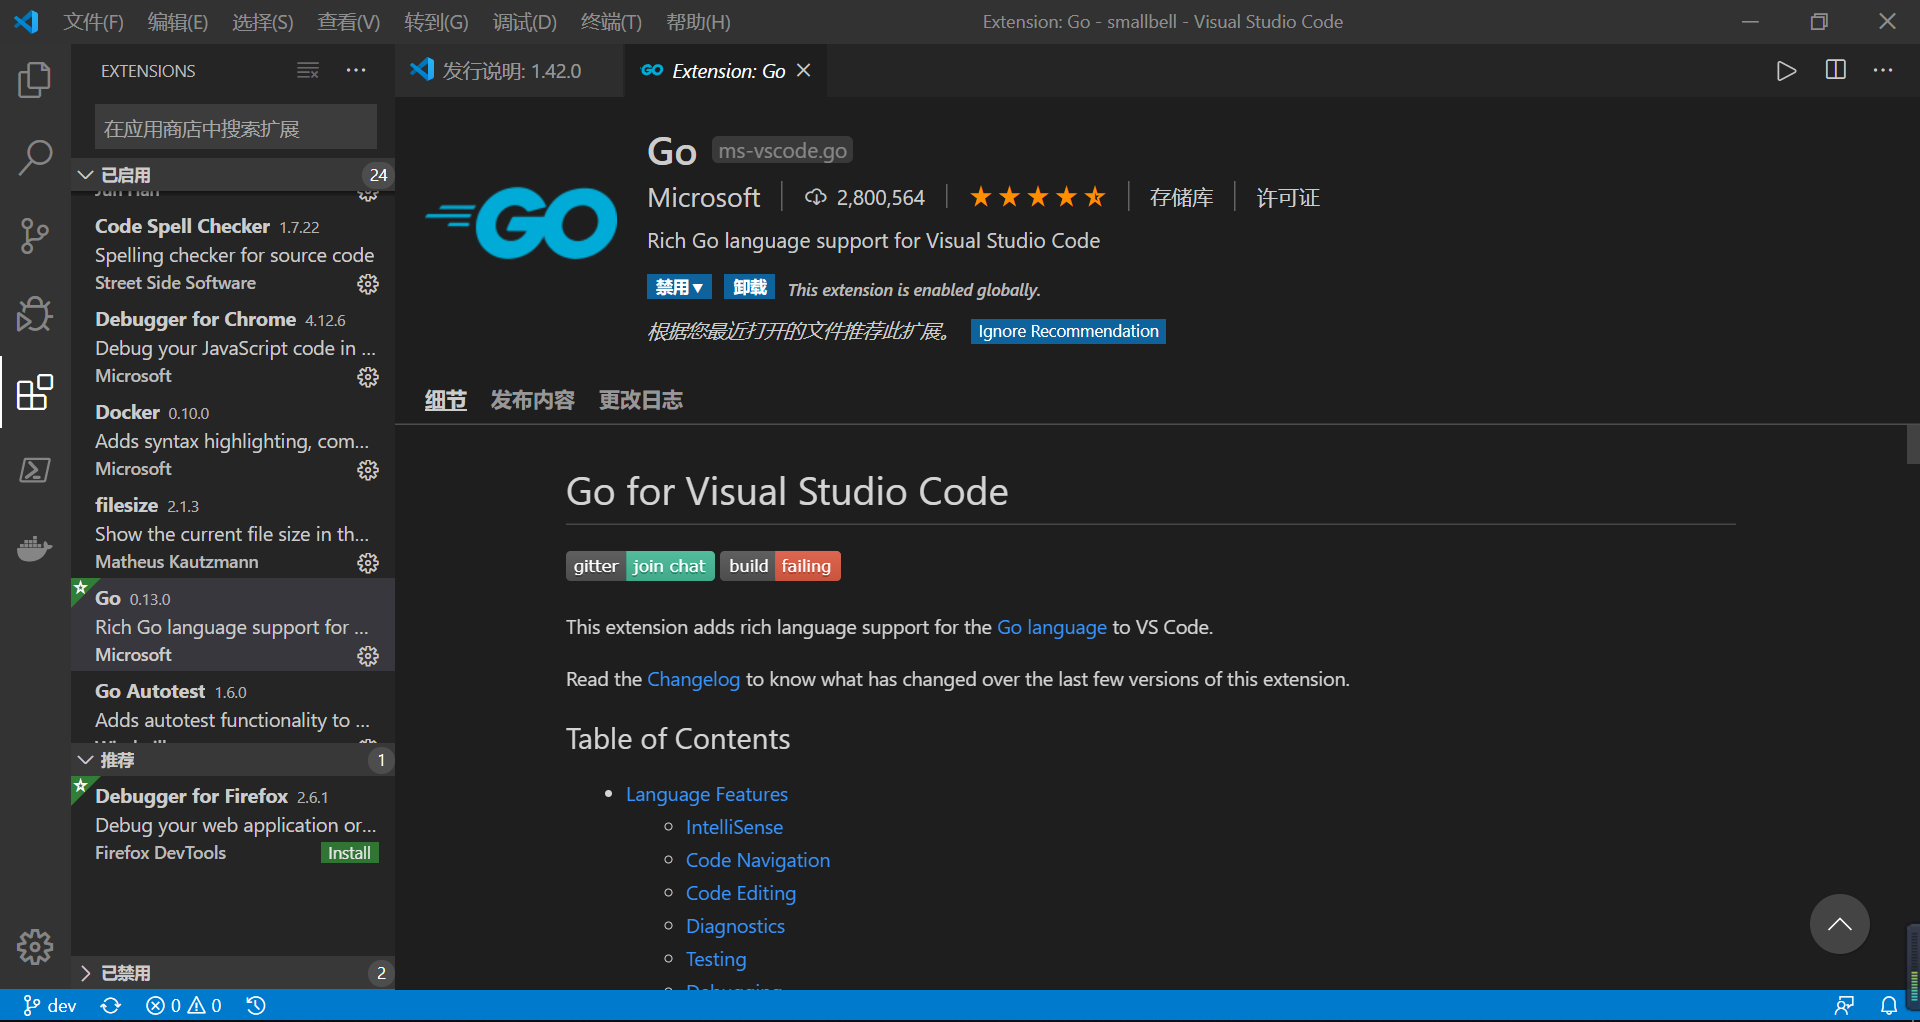 文件(F) 编辑(E) 选择(S) 查看(V) 转到(G) 调试(D) 终端(T) 帮助(H) Extension: Go - smallbell - Visual Studio Code
EXTENSIONS
在应用商店中搜索扩展
已启用 24
Code Spell Checker 1.7.22
Spelling checker for source code
Street Side Software
Debugger for Chrome 4.12.6
Debug your JavaScript code in ...
Microsoft
Docker 0.10.0
Adds syntax highlighting, com...
Microsoft
filesize 2.1.3
Show the current file size in th...
Matheus Kautzmann
Go 0.13.0
Rich Go language support for ...
Microsoft
Go Autotest 1.6.0
Adds autotest functionality to ...
推荐 1
Debugger for Firefox 2.6.1
Debug your web application or...
Firefox DevTools Install
已禁用 2
发行说明: 1.42.0 Extension: Go
GO
Go ms-vscode.go
Microsoft 2,800,564 存储库 许可证
Rich Go language support for Visual Studio Code
禁用 卸载 This extension is enabled globally.
根据您最近打开的文件推荐此扩展。 Ignore Recommendation
细节 发布内容 更改日志
Go for Visual Studio Code
gitter join chat build failing
This extension adds rich language support for the Go language to VS Code.
Read the Changelog to know what has changed over the last few versions of this extension.
Table of Contents
Language Features
IntelliSense
Code Navigation
Code Editing
Diagnostics
Testing
Debugging
dev 0 0